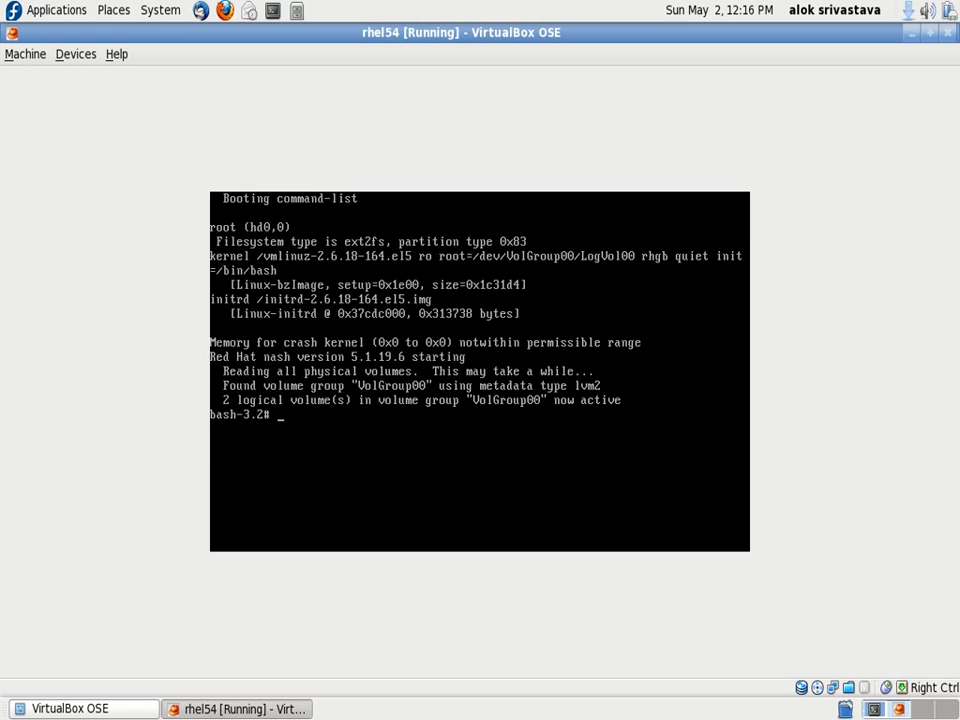 Applications Places System Sun May 2, 12:16 PM alok srivastava
rhel54 [Running] - VirtualBox OSE
Machine Devices Help
Booting command-list
root (hd0,0)
Filesystem type is ext2fs, partition type 0x83
kernel /vmlinuz-2.6.18-164.el5 ro root=/dev/VolGroup00/LogVol00 rhgb quiet init
=/bin/bash
[Linux-bzImage, setup=0x1e00, size=0x1c31d4]
initrd /initrd-2.6.18-164.el5.img
[Linux-initrd @ 0x37cdc000, 0x313738 bytes]
Memory for crash kernel (0x0 to 0x0) notwithin permissible range
Red Hat nash version 5.1.19.6 starting
Reading all physical volumes.  This may take a while...
Found volume group "VolGroup00" using metadata type lvm2
2 logical volume(s) in volume group "VolGroup00" now active
bash-3.2# _
Right Ctrl
VirtualBox OSE rhel54 [Running] - Virt...